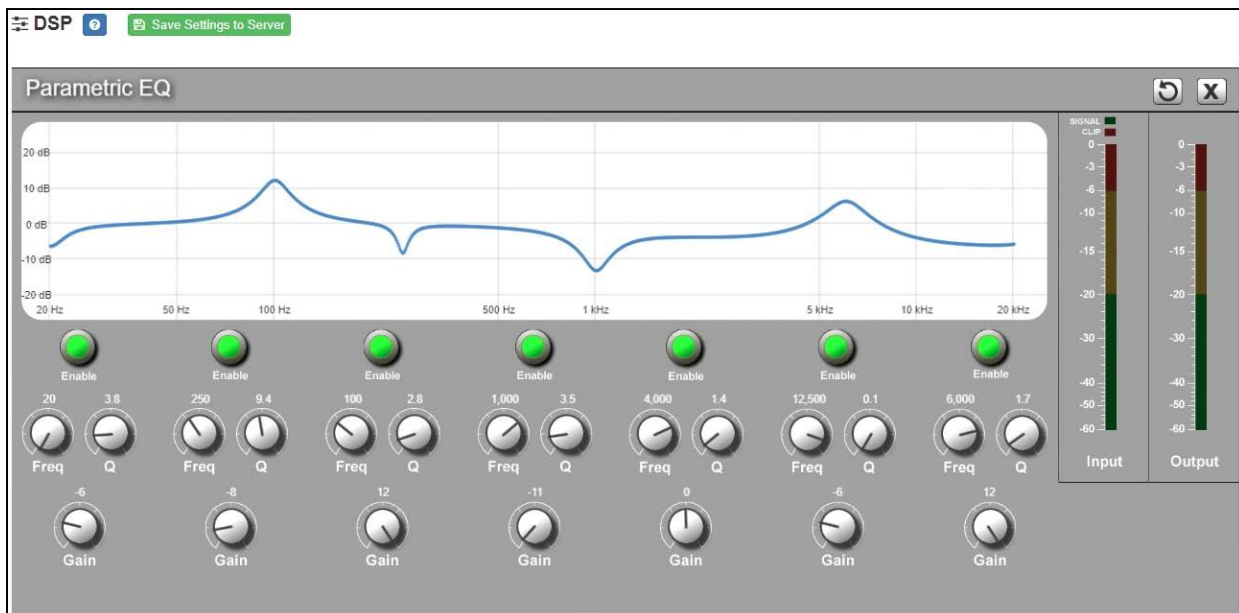 DSP ? Save Settings to Server
Parametric EQ X
20 dB
10 dB
0 dB
-10 dB
-20 dB
20 Hz 50 Hz 100 Hz 500 Hz 1 kHz 5 kHz 10 kHz 20 kHz
Enable Enable Enable Enable Enable Enable Enable
20 3.8 250 9.4 100 2.8 1,000 3.5 4,000 1.4 12,500 0.1 6,000 1.7
Freq Q Freq Q Freq Q Freq Q Freq Q Freq Q Freq Q
-6 -8 12 -11 0 -6 12
Gain Gain Gain Gain Gain Gain Gain
SIGNAL
CLIP
0 0
-3 -3
-6 -6
-10 -10
-15 -15
-20 -20
-30 -30
-40 -40
-50 -50
-60 -60
Input Output